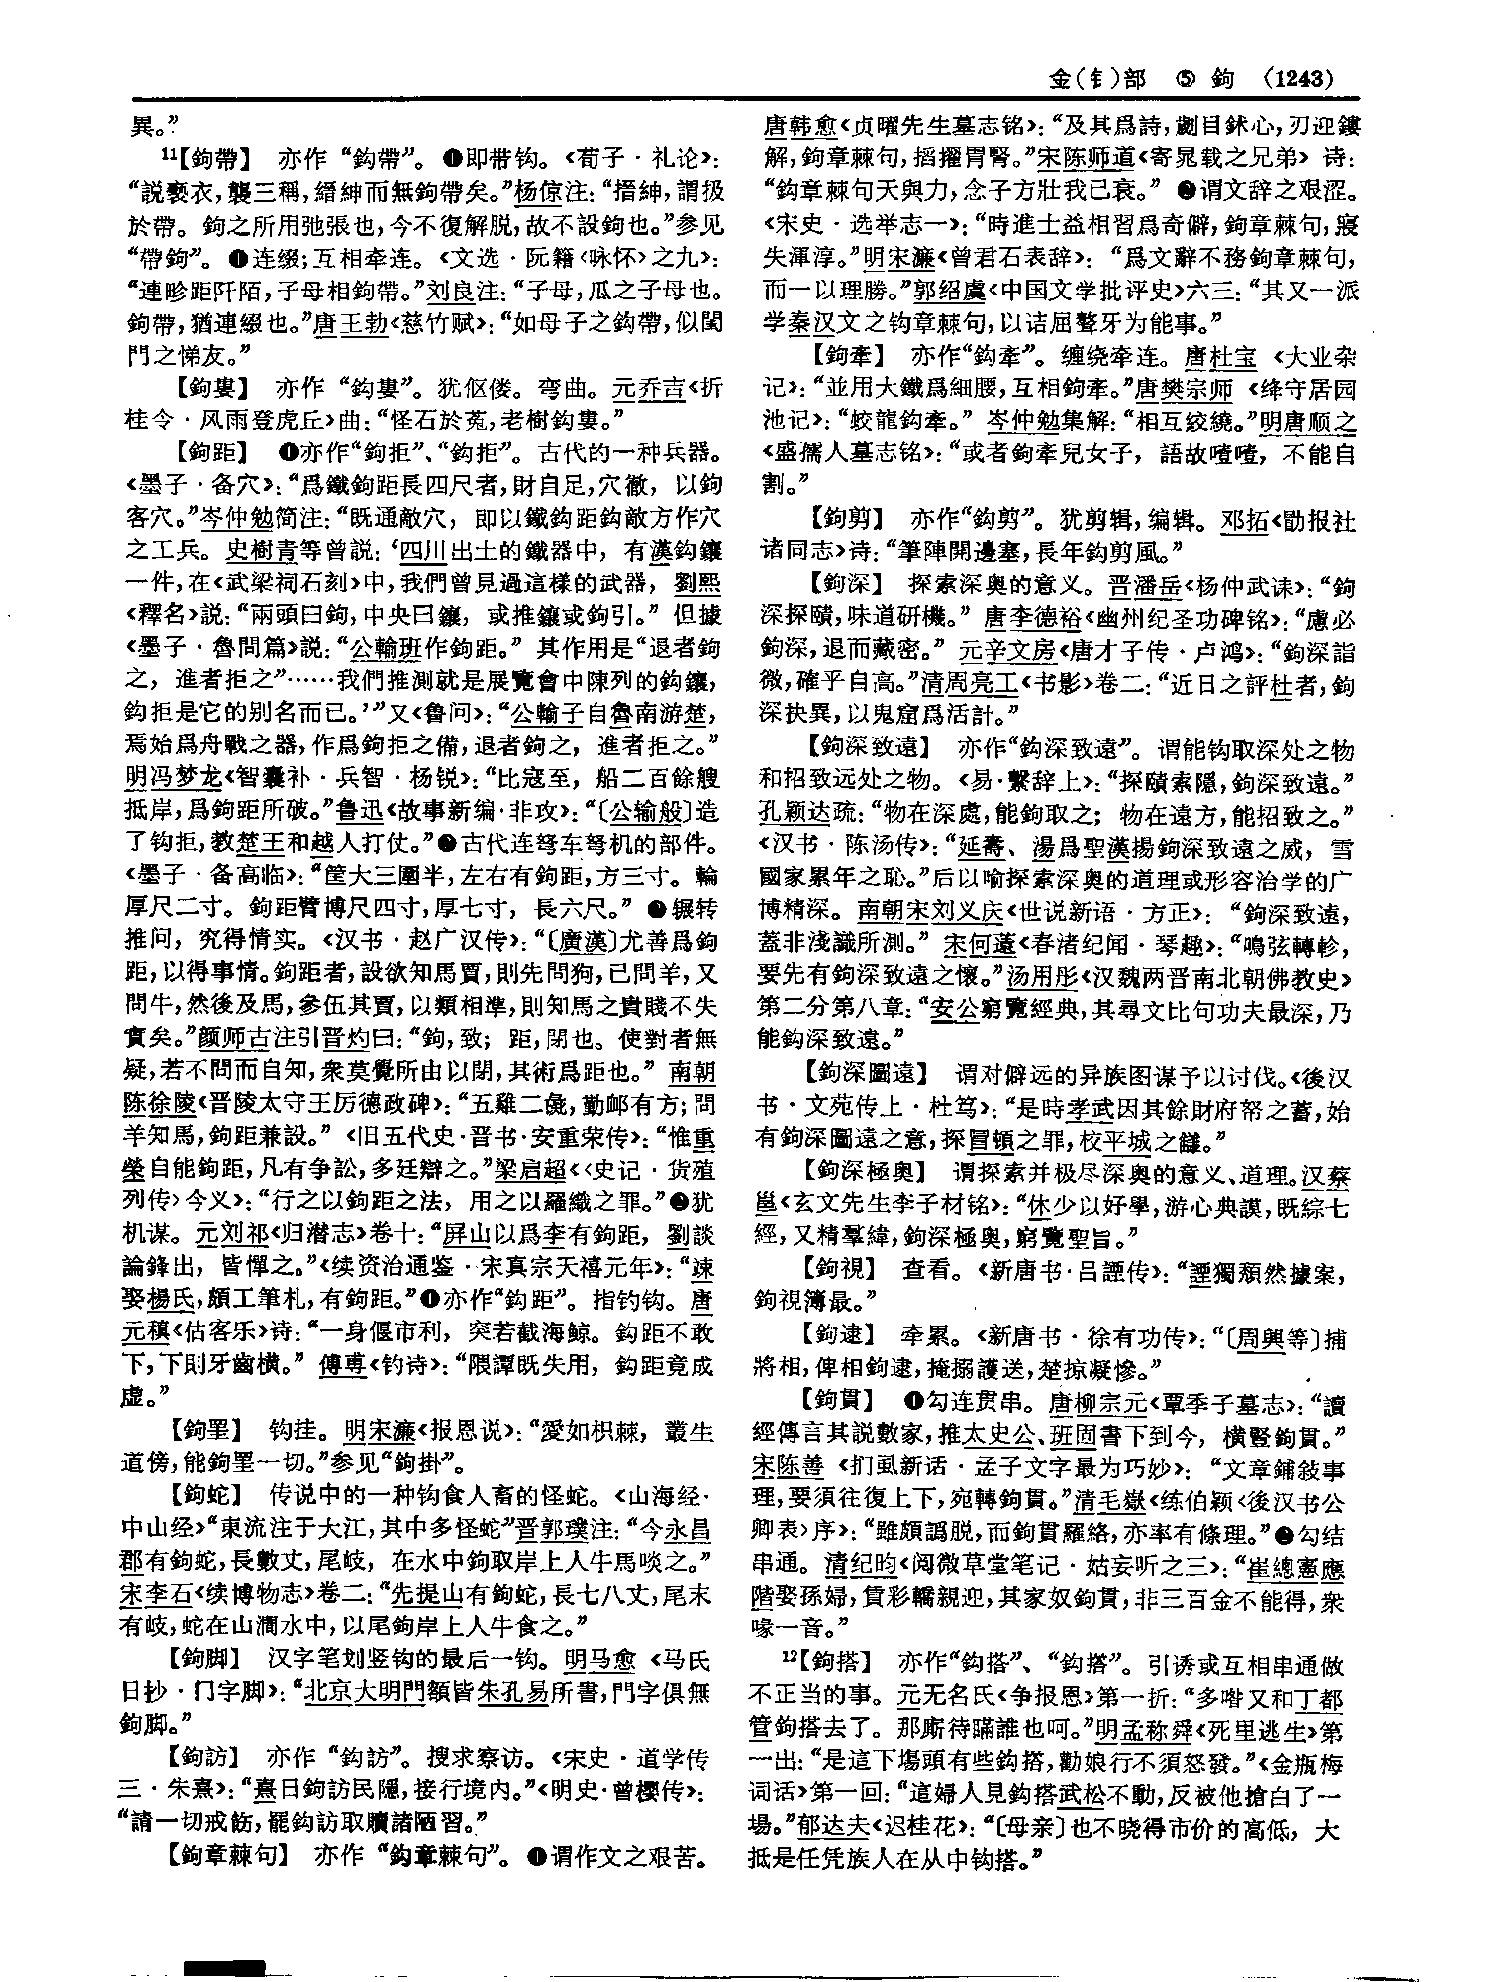 金(钅)部 ⑤ 鉤 〈1243〉
異。”
11【鉤帶】 亦作“鈎帶”。❶即带钩。《荀子·礼论》：
“説褻衣，襲三稱，縉紳而無鉤帶矣。”杨倞注：“搢紳，謂扱
於帶。鉤之所用弛張也，今不復解脱，故不設鉤也。”参见
“帶鉤”。❷连缀；互相牵连。《文选·阮籍〈咏怀〉之九》：
“連畛距阡陌，子母相鉤帶。”刘良注：“子母，瓜之子母也。
鉤帶，猶連綴也。”唐王勃《慈竹赋》：“如母子之鈎帶，似閨
門之悌友。”
【鉤婁】 亦作“鈎婁”。犹伛偻。弯曲。元乔吉《折
桂令·风雨登虎丘》曲：“怪石於菟，老樹鈎婁。”
【鉤距】 ❶亦作“鉤拒”、“鈎拒”。古代的一种兵器。
《墨子·备穴》：“爲鐵鉤距長四尺者，財自足，穴徹，以鉤
客穴。”岑仲勉简注：“既通敵穴，即以鐵鈎距鈎敵方作穴
之工兵。史樹青等曾説：‘四川出土的鐵器中，有漢鈎鑲
一件，在《武梁祠石刻》中，我們曾見過這樣的武器，劉熙
《釋名》説：“兩頭曰鉤，中央曰鑲，或推鑲或鉤引。”但據
《墨子·魯問篇》説：“公輸班作鉤距。”其作用是“退者鉤
之，進者拒之”……我們推測就是展覽會中陳列的鈎鑲，
鈎拒是它的别名而已。’”又《鲁问》：“公輸子自魯南游楚，
焉始爲舟戰之器，作爲鉤拒之備，退者鉤之，進者拒之。”
明冯梦龙《智囊补·兵智·杨锐》：“比寇至，船二百餘艘
抵岸，爲鉤距所破。”鲁迅《故事新编·非攻》：“〔公输般〕造
了钩拒，教楚王和越人打仗。”❷古代连弩车弩机的部件。
《墨子·备高临》：“筐大三圍半，左右有鉤距，方三寸。輪
厚尺二寸。鉤距臂博尺四寸，厚七寸，長六尺。”❸辗转
推问，究得情实。《汉书·赵广汉传》：“〔廣漢〕尤善爲鉤
距，以得事情。鉤距者，設欲知馬賈，則先問狗，已問羊，又
問牛，然後及馬，參伍其賈，以類相準，則知馬之貴賤不失
實矣。”颜师古注引晋灼曰：“鉤，致；距，閉也。使對者無
疑，若不問而自知，衆莫覺所由以閉，其術爲距也。”南朝
陈徐陵《晋陵太守王厉德政碑》：“五雞二彘，勤䘏有方；問
羊知馬，鉤距兼設。”《旧五代史·晋书·安重荣传》：“惟重
榮自能鉤距，凡有争訟，多廷辯之。”梁启超《〈史记·货殖
列传〉今义》：“行之以鉤距之法，用之以羅織之罪。”❹犹
机谋。元刘祁《归潜志》卷十：“屏山以爲李有鉤距，劉談
論鋒出，皆憚之。”《续资治通鉴·宋真宗天禧元年》：“竦
娶楊氏，頗工筆札，有鉤距。”❺亦作“鈎距”。指钓钩。唐
元稹《估客乐》诗：“一身偃市利，突若截海鲸。鈎距不敢
下，下則牙齒横。”傅尃《钓诗》：“隈譚既失用，鈎距竟成
虚。”
【鉤罣】 钩挂。明宋濂《报恩说》：“愛如枳棘，叢生
道傍，能鉤罣一切。”参见“鉤掛”。
【鉤蛇】 传说中的一种钩食人畜的怪蛇。《山海经·
中山经》“東流注于大江，其中多怪蛇”晋郭璞注：“今永昌
郡有鉤蛇，長數丈，尾岐，在水中鉤取岸上人牛馬啖之。”
宋李石《续博物志》卷二：“先提山有鉤蛇，長七八丈，尾末
有岐，蛇在山澗水中，以尾鉤岸上人牛食之。”
【鉤脚】 汉字笔划竖钩的最后一钩。明马愈《马氏
日抄·门字脚》：“北京大明門額皆朱孔易所書，門字俱無
鉤脚。”
【鉤訪】 亦作“鈎訪”。搜求察访。《宋史·道学传
三·朱熹》：“熹日鉤訪民隱，接行境内。”《明史·曾樱传》：
“請一切戒飭，罷鈎訪取贖諸陋習。”
【鉤章棘句】 亦作“鈎章棘句”。❶谓作文之艰苦。
唐韩愈《贞曜先生墓志铭》：“及其爲詩，劌目鉥心，刃迎縷
解，鉤章棘句，搯擢胃腎。”宋陈师道《寄晁载之兄弟》诗：
“鈎章棘句天與力，念子方壯我已衰。”❷谓文辞之艰涩。
《宋史·选举志一》：“時進士益相習爲奇僻，鉤章棘句，寖
失渾淳。”明宋濂《曾君石表辞》：“爲文辭不務鉤章棘句，
而一以理勝。”郭绍虞《中国文学批评史》六三：“其又一派
学秦汉文之钩章棘句，以诘屈聱牙为能事。”
【鉤牽】 亦作“鈎牽”。缠绕牵连。唐杜宝《大业杂
记》：“並用大鐵爲細腰，互相鉤牽。”唐樊宗师《绛守居园
池记》：“蛟龍鈎牽。”岑仲勉集解：“相互絞繞。”明唐顺之
《盛孺人墓志铭》：“或者鉤牽兒女子，語故噎噎，不能自
割。”
【鉤剪】 亦作“鈎剪”。犹剪辑，编辑。邓拓《勖报社
诸同志》诗：“筆陣開邊塞，長年鈎剪風。”
【鉤深】 探索深奥的意义。晋潘岳《杨仲武诔》：“鉤
深探賾，味道研機。”唐李德裕《幽州纪圣功碑铭》：“慮必
鉤深，退而藏密。”元辛文房《唐才子传·卢鸿》：“鉤深詣
微，確乎自高。”清周亮工《书影》卷二：“近日之評杜者，鉤
深抉異，以鬼窟爲活計。”
【鉤深致遠】 亦作“鈎深致遠”。谓能钩取深处之物
和招致远处之物。《易·繫辞上》：“探賾索隱，鉤深致遠。”
孔颖达疏：“物在深處，能鉤取之；物在遠方，能招致之。”
《汉书·陈汤传》：“延壽、湯爲聖漢揚鉤深致遠之威，雪
國家累年之恥。”后以喻探索深奥的道理或形容治学的广
博精深。南朝宋刘义庆《世说新语·方正》：“鉤深致遠，
蓋非淺識所測。”宋何薳《春渚纪闻·琴趣》：“鳴弦轉軫，
要先有鉤深致遠之懷。”汤用彤《汉魏两晋南北朝佛教史》
第二分第八章：“安公窮覽經典，其尋文比句功夫最深，乃
能鈎深致遠。”
【鉤深圖遠】 谓对僻远的异族图谋予以讨伐。《後汉
书·文苑传上·杜笃》：“是時孝武因其餘財府帑之蓄，始
有鉤深圖遠之意，探冒頓之罪，校平城之讎。”
【鉤深極奥】 谓探索并极尽深奥的意义、道理。汉蔡
邕《玄文先生李子材铭》：“休少以好學，游心典謨，既綜七
經，又精羣緯，鉤深極奥，窮覽聖旨。”
【鉤視】 查看。《新唐书·吕諲传》：“諲獨頹然據案，
鉤視簿最。”
【鉤逮】 牵累。《新唐书·徐有功传》：“〔周興等〕捕
將相，俾相鉤逮，掩搦護送，楚掠凝慘。”
【鉤貫】 ❶勾连贯串。唐柳宗元《覃季子墓志》：“讀
經傳言其説數家，推太史公、班固書下到今，横豎鉤貫。”
宋陈善《扪虱新话·孟子文字最为巧妙》：“文章鋪敍事
理，要須往復上下，宛轉鉤貫。”清毛嶽《练伯颖〈後汉书公
卿表〉序》：“雖頗譌脱，而鉤貫羅絡，亦率有條理。”❷勾结
串通。清纪昀《阅微草堂笔记·姑妄听之三》：“崔總憲應
階娶孫婦，賃彩轎親迎，其家奴鉤貫，非三百金不能得，衆
喙一音。”
12【鉤搭】 亦作“鈎搭”、“鈎撘”。引诱或互相串通做
不正当的事。元无名氏《争报恩》第一折：“多喒又和丁都
管鉤搭去了。那廝待瞞誰也呵。”明孟称舜《死里逃生》第
一出：“是這下塲頭有些鈎搭，勸娘行不須怒發。”《金瓶梅
词话》第一回：“這婦人見鈎搭武松不動，反被他搶白了一
場。”郁达夫《迟桂花》：“〔母亲〕也不晓得市价的高低，大
抵是任凭族人在从中钩搭。”